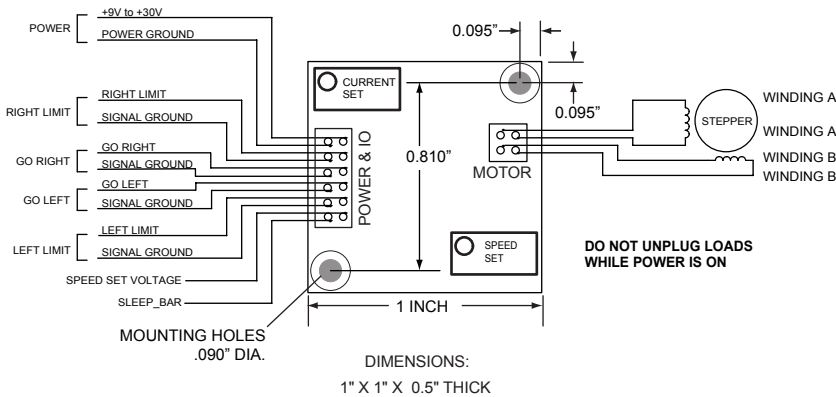 POWER
+9V to +30V
POWER GROUND
RIGHT LIMIT
RIGHT LIMIT
SIGNAL GROUND
GO RIGHT
GO RIGHT
SIGNAL GROUND
GO LEFT
GO LEFT
SIGNAL GROUND
LEFT LIMIT
LEFT LIMIT
SIGNAL GROUND
SPEED SET VOLTAGE
SLEEP_BAR
MOUNTING HOLES
.090” DIA.
CURRENT
SET
POWER & IO
0.810”
MOTOR
SPEED
SET
1 INCH
0.095”
0.095”
STEPPER
WINDING A
WINDING A
WINDING B
WINDING B
DO NOT UNPLUG LOADS
WHILE POWER IS ON
DIMENSIONS:
1" X 1" X 0.5" THICK